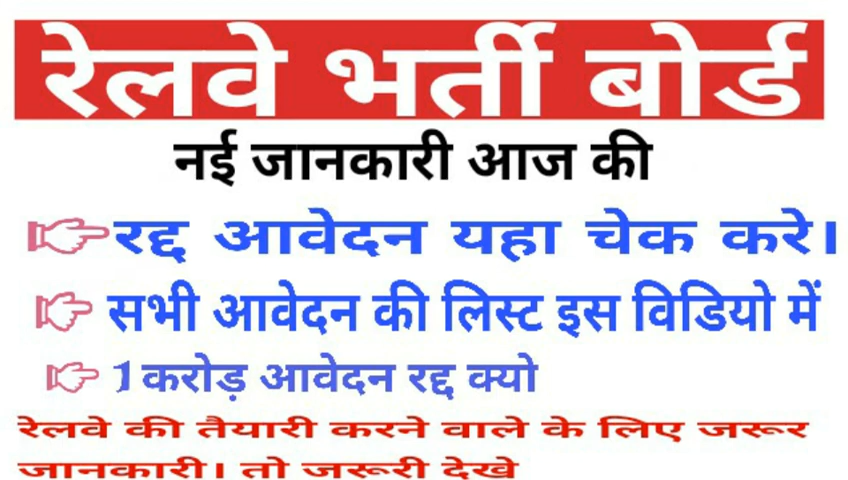 रेलवे भर्ती बोर्ड
नई जानकारी आज की
रद्द आवेदन यहा चेक करे।
सभी आवेदन की लिस्ट इस विडियो में
1 करोड़ आवेदन रद्द क्यो
रेलवे की तैयारी करने वाले के लिए जरूर
जानकारी। तो जरूरी देखे